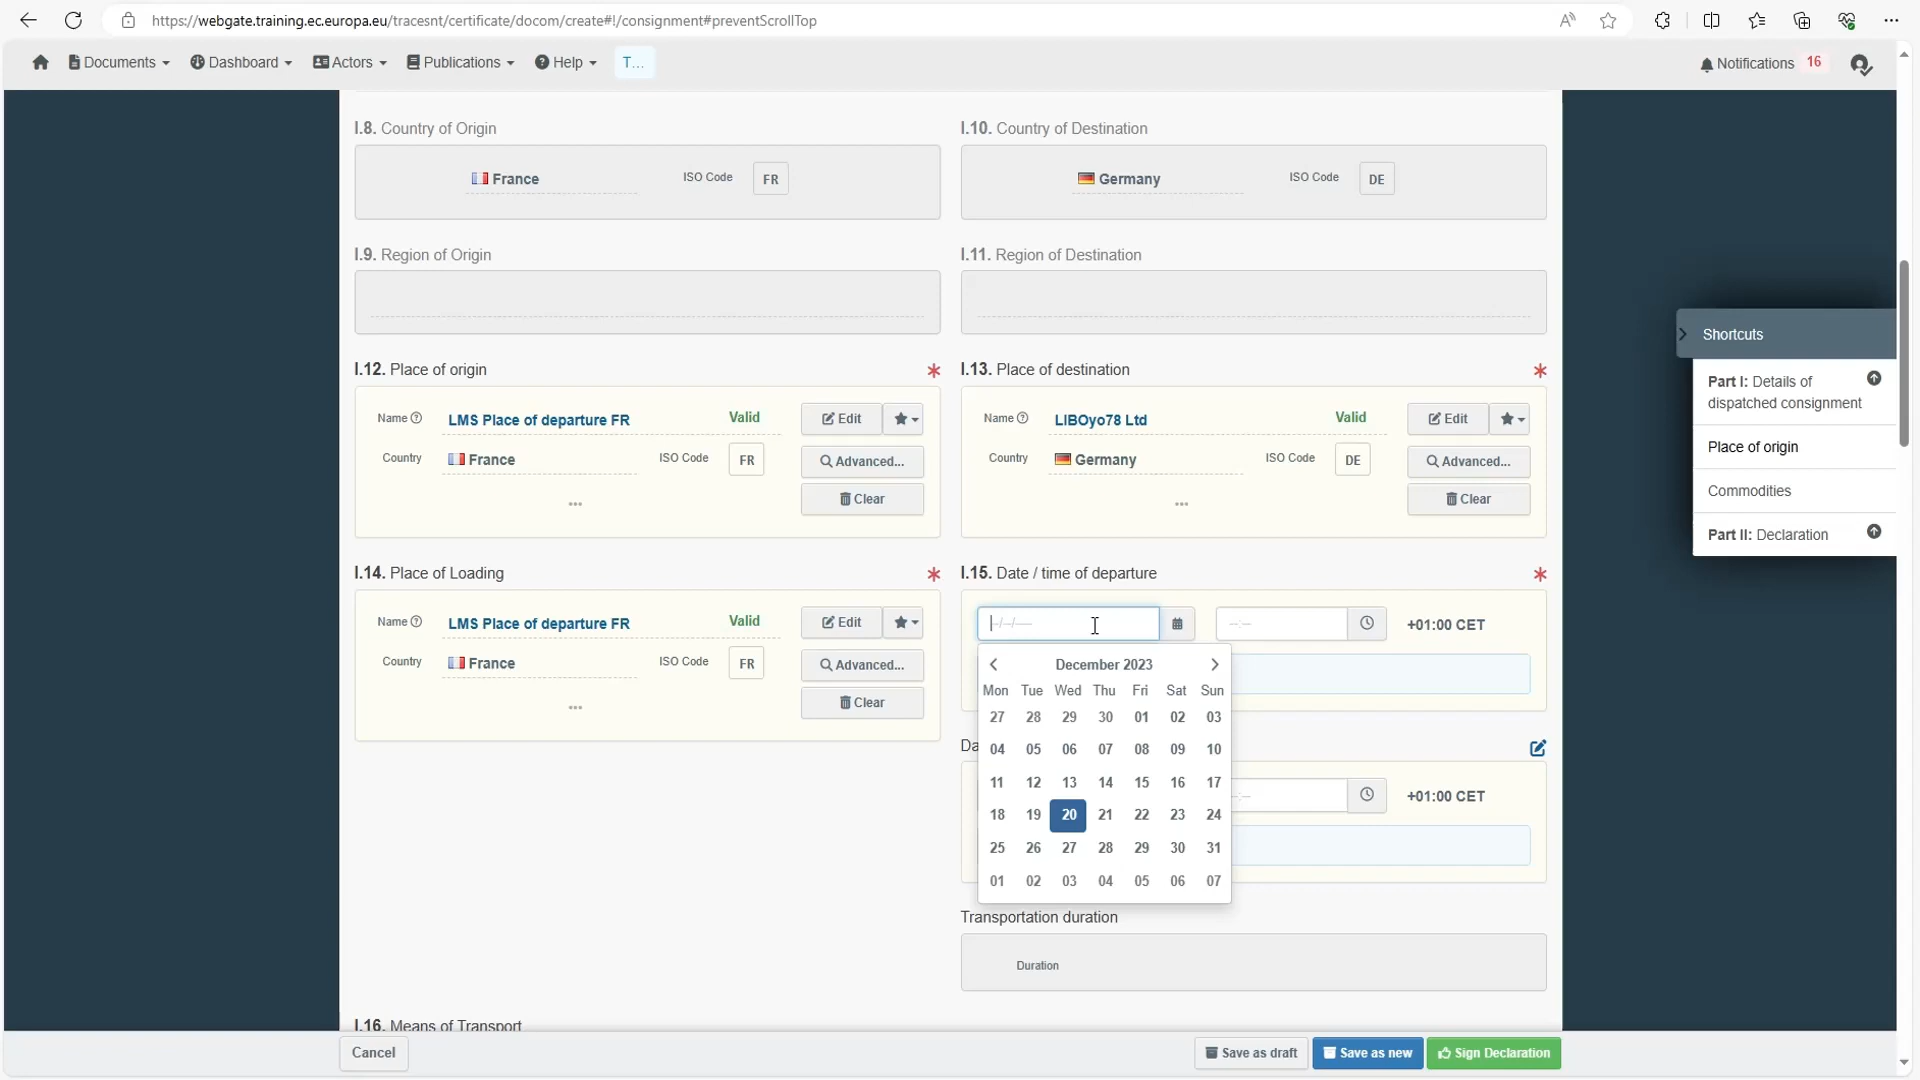 https://webgate.training.ec.europa.eu/tracesnt/certificate/docom/create#!/consignment#preventScrollTop
Documents Dashboard Actors Publications Help T... Notifications 16
I.8. Country of Origin
France ISO Code FR
I.10. Country of Destination
Germany ISO Code DE
I.9. Region of Origin
I.11. Region of Destination
I.12. Place of origin
Name LMS Place of departure FR Valid Edit
Country France ISO Code FR Advanced...
... Clear
I.13. Place of destination
Name LIBOyo78 Ltd Valid Edit
Country Germany ISO Code DE Advanced...
... Clear
I.14. Place of Loading
Name LMS Place of departure FR Valid Edit
Country France ISO Code FR Advanced...
... Clear
I.15. Date / time of departure
--/--/---- --:-- +01:00 CET
December 2023
Mon Tue Wed Thu Fri Sat Sun
27 28 29 30 01 02 03
04 05 06 07 08 09 10
11 12 13 14 15 16 17
18 19 20 21 22 23 24
25 26 27 28 29 30 31
01 02 03 04 05 06 07
Da
--:-- +01:00 CET
Transportation duration
Duration
I.16. Means of Transport
Shortcuts
Part I: Details of
dispatched consignment
Place of origin
Commodities
Part II: Declaration
Cancel Save as draft Save as new Sign Declaration